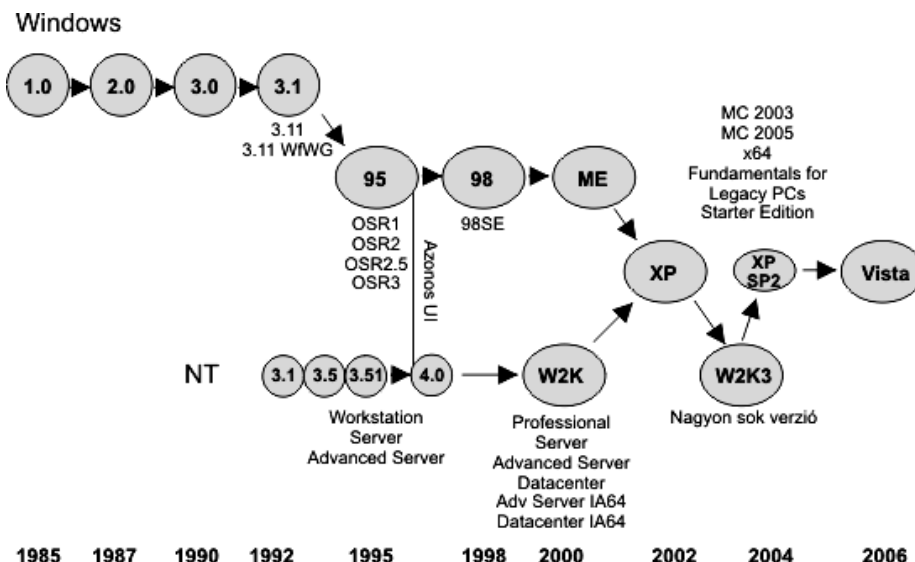 Windows
1.0
2.0
3.0
3.1
3.11
3.11 WfWG
MC 2003
MC 2005
x64
Fundamentals for
Legacy PCs
Starter Edition
95
98
ME
OSR1
OSR2
OSR2.5
OSR3
98SE
Azonos UI
XP
XP
SP2
Vista
NT
3.1
3.5
3.51
4.0
W2K
W2K3
Workstation
Server
Advanced Server
Professional
Server
Advanced Server
Datacenter
Adv Server IA64
Datacenter IA64
Nagyon sok verzió
1985 1987 1990 1992 1995 1998 2000 2002 2004 2006